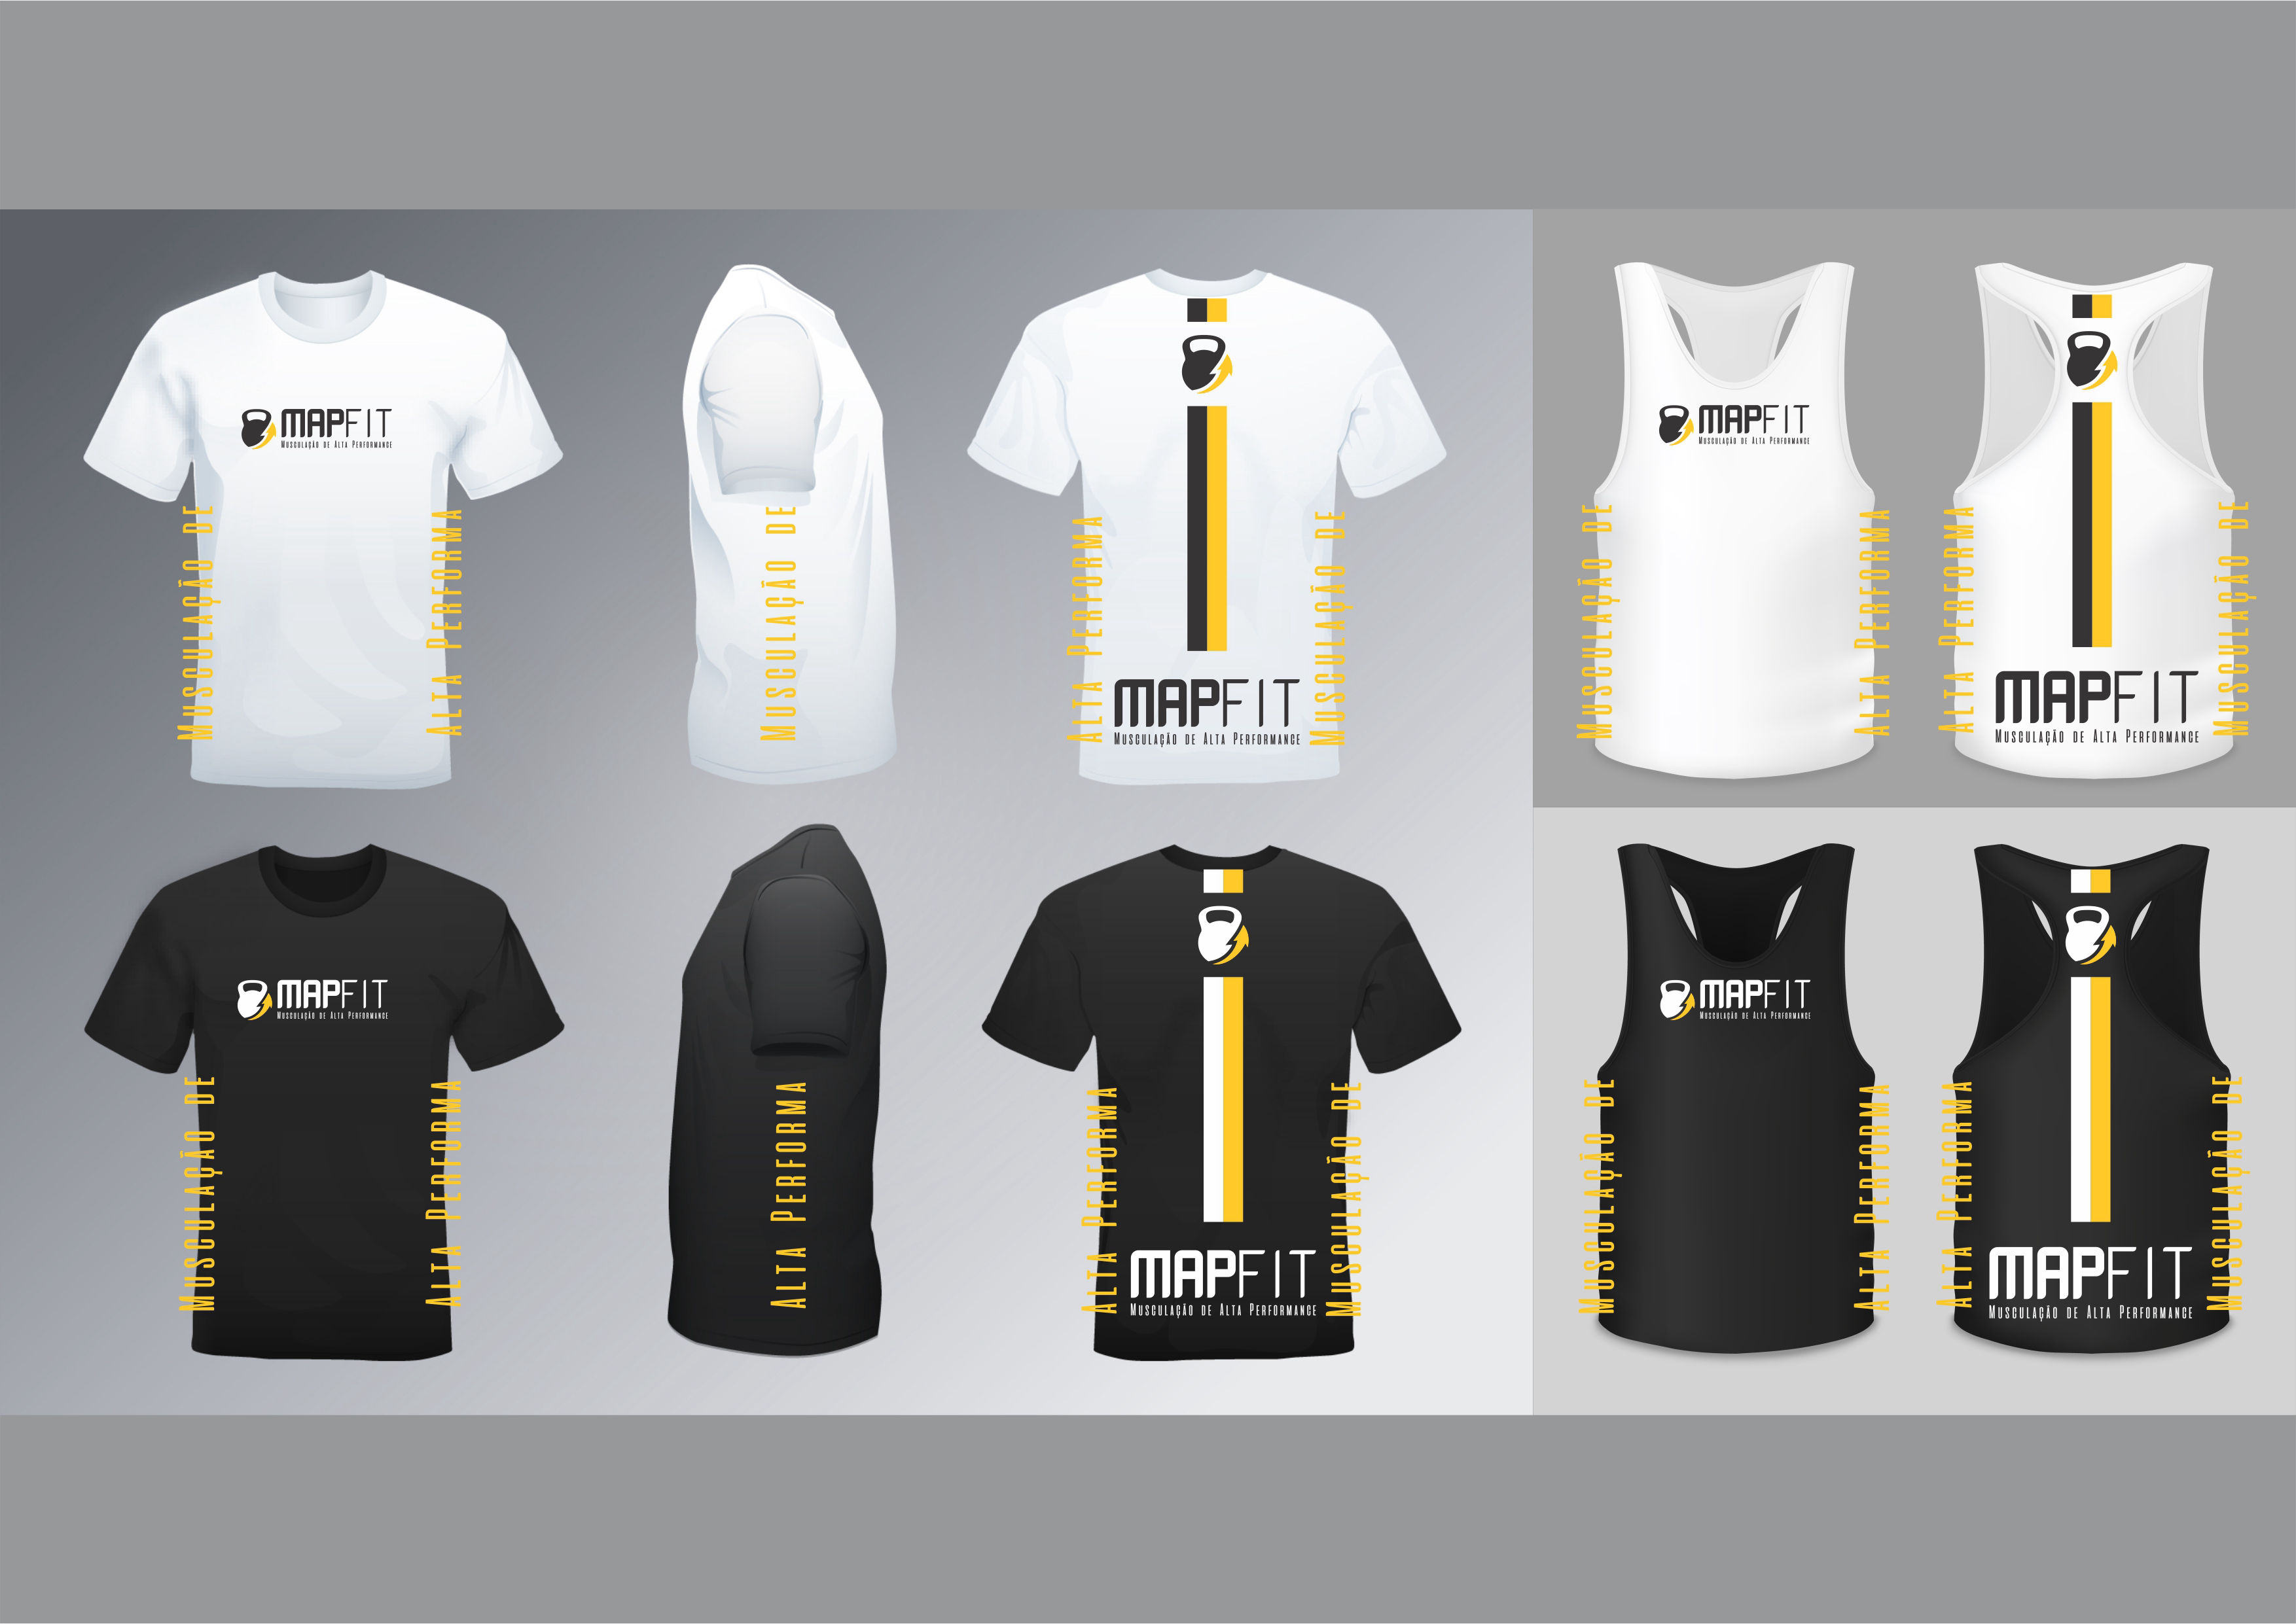 MAPFIT
Musculação de Alta Performance
Musculação de
Alta Performa
Musculação de
Alta Performa
Musculação de
MAPFIT
Musculação de Alta Performance
MAPFIT
Musculação de Alta Performance
Musculação de
Alta Performa
Alta Performa
Musculação de
MAPFIT
Musculação de Alta Performance
MAPFIT
Musculação de Alta Performance
Musculação de
Alta Performa
Alta Performa
Alta Performa
Musculação de
MAPFIT
Musculação de Alta Performance
MAPFIT
Musculação de Alta Performance
Musculação de
Alta Performa
Alta Performa
Musculação de
MAPFIT
Musculação de Alta Performance